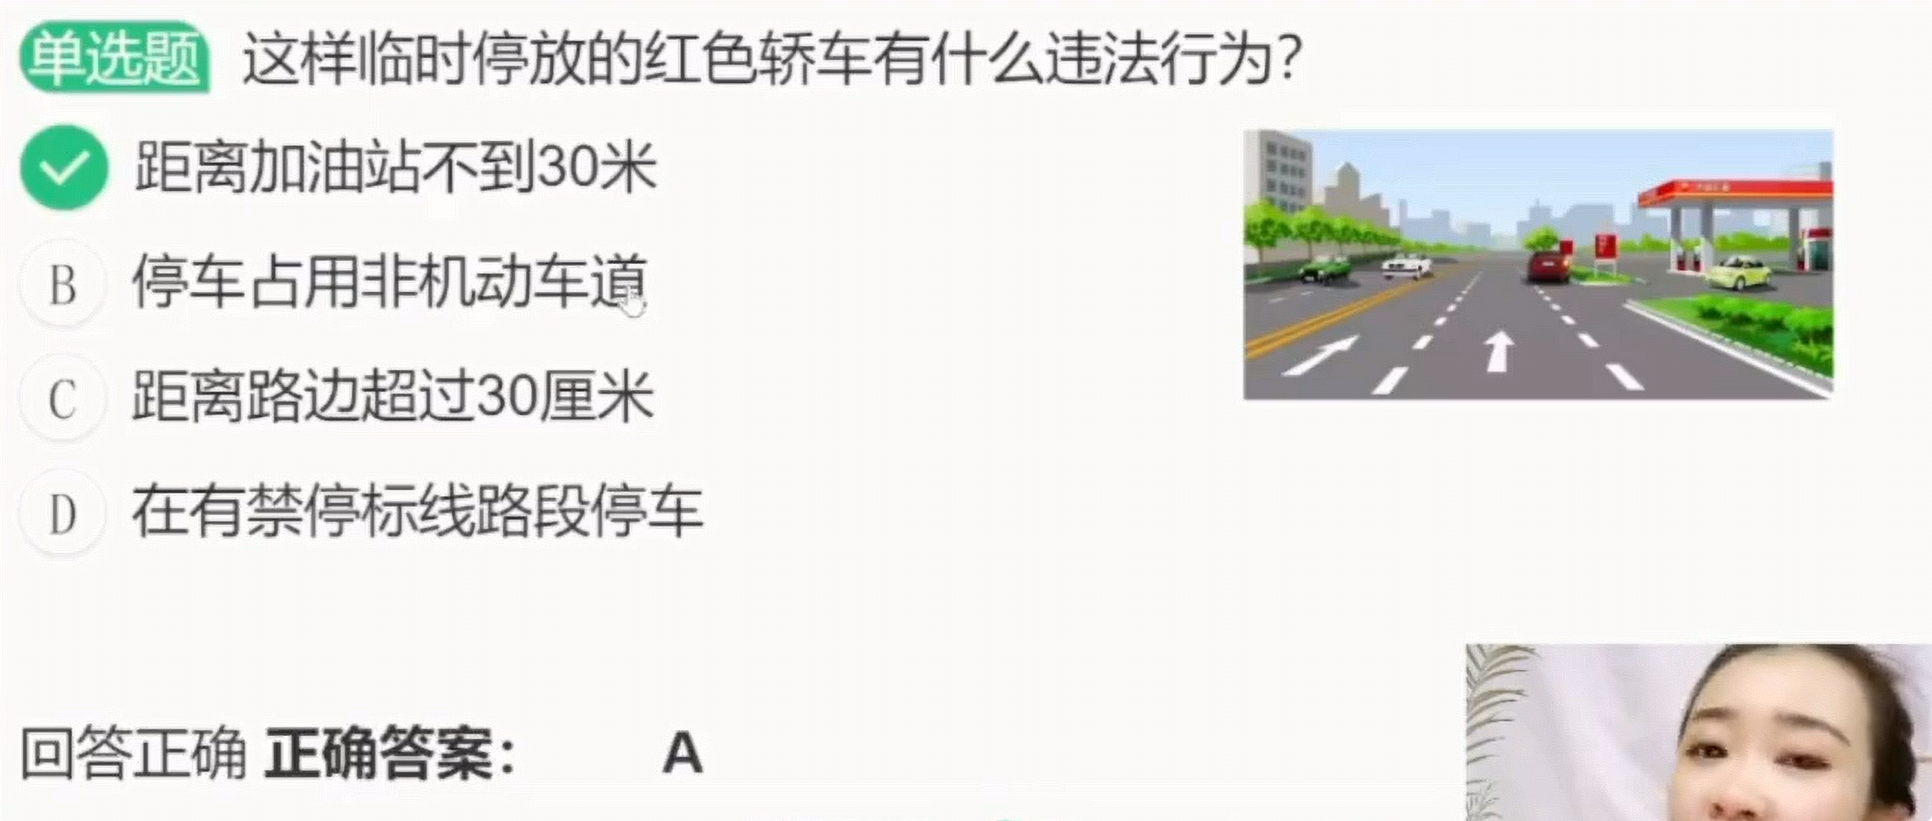 单选题 这样临时停放的红色轿车有什么违法行为?
距离加油站不到30米
B 停车占用非机动车道
C 距离路边超过30厘米
D 在有禁停标线路段停车
回答正确 正确答案： A